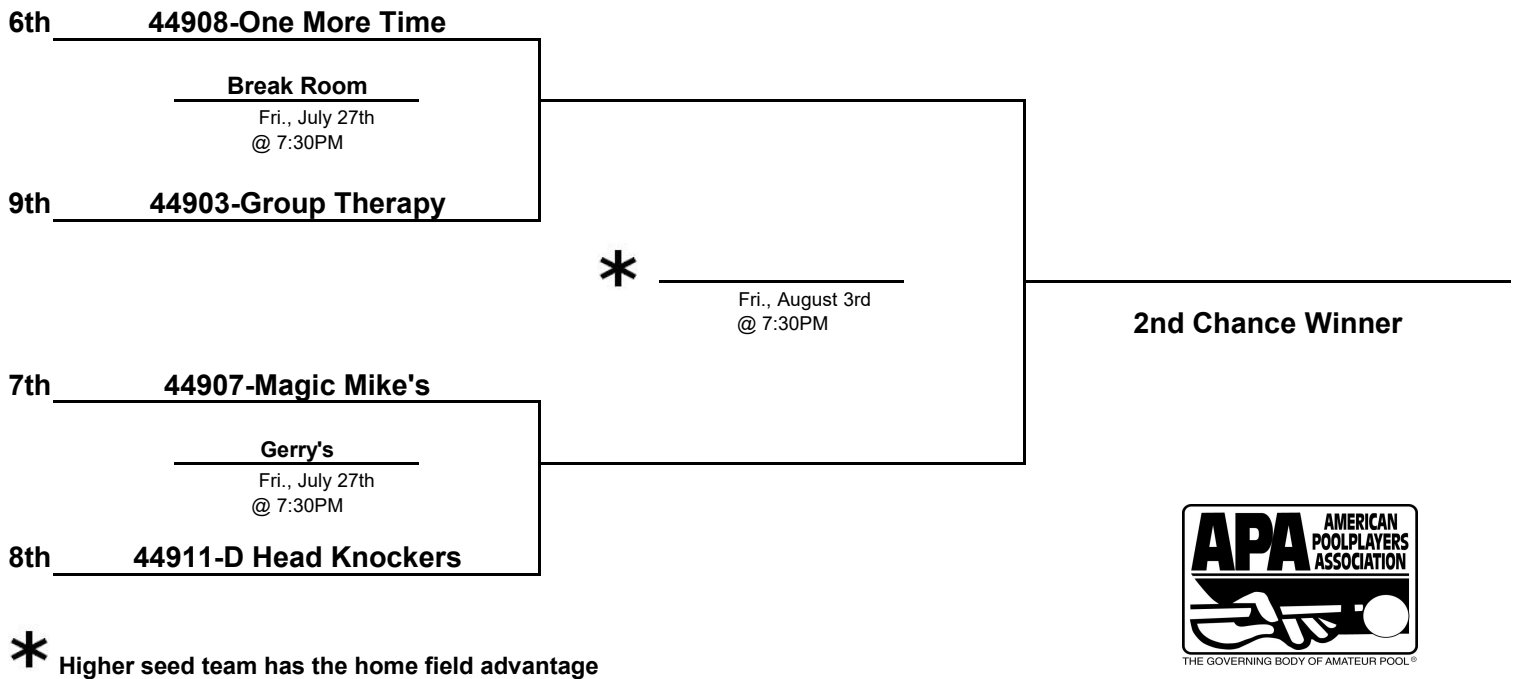 6th 44908-One More Time
Break Room
Fri., July 27th
@ 7:30PM
9th 44903-Group Therapy
* Fri., August 3rd
@ 7:30PM
2nd Chance Winner
7th 44907-Magic Mike's
Gerry's
Fri., July 27th
@ 7:30PM
8th 44911-D Head Knockers
* Higher seed team has the home field advantage
APA AMERICAN
POOLPLAYERS
ASSOCIATION
THE GOVERNING BODY OF AMATEUR POOL®